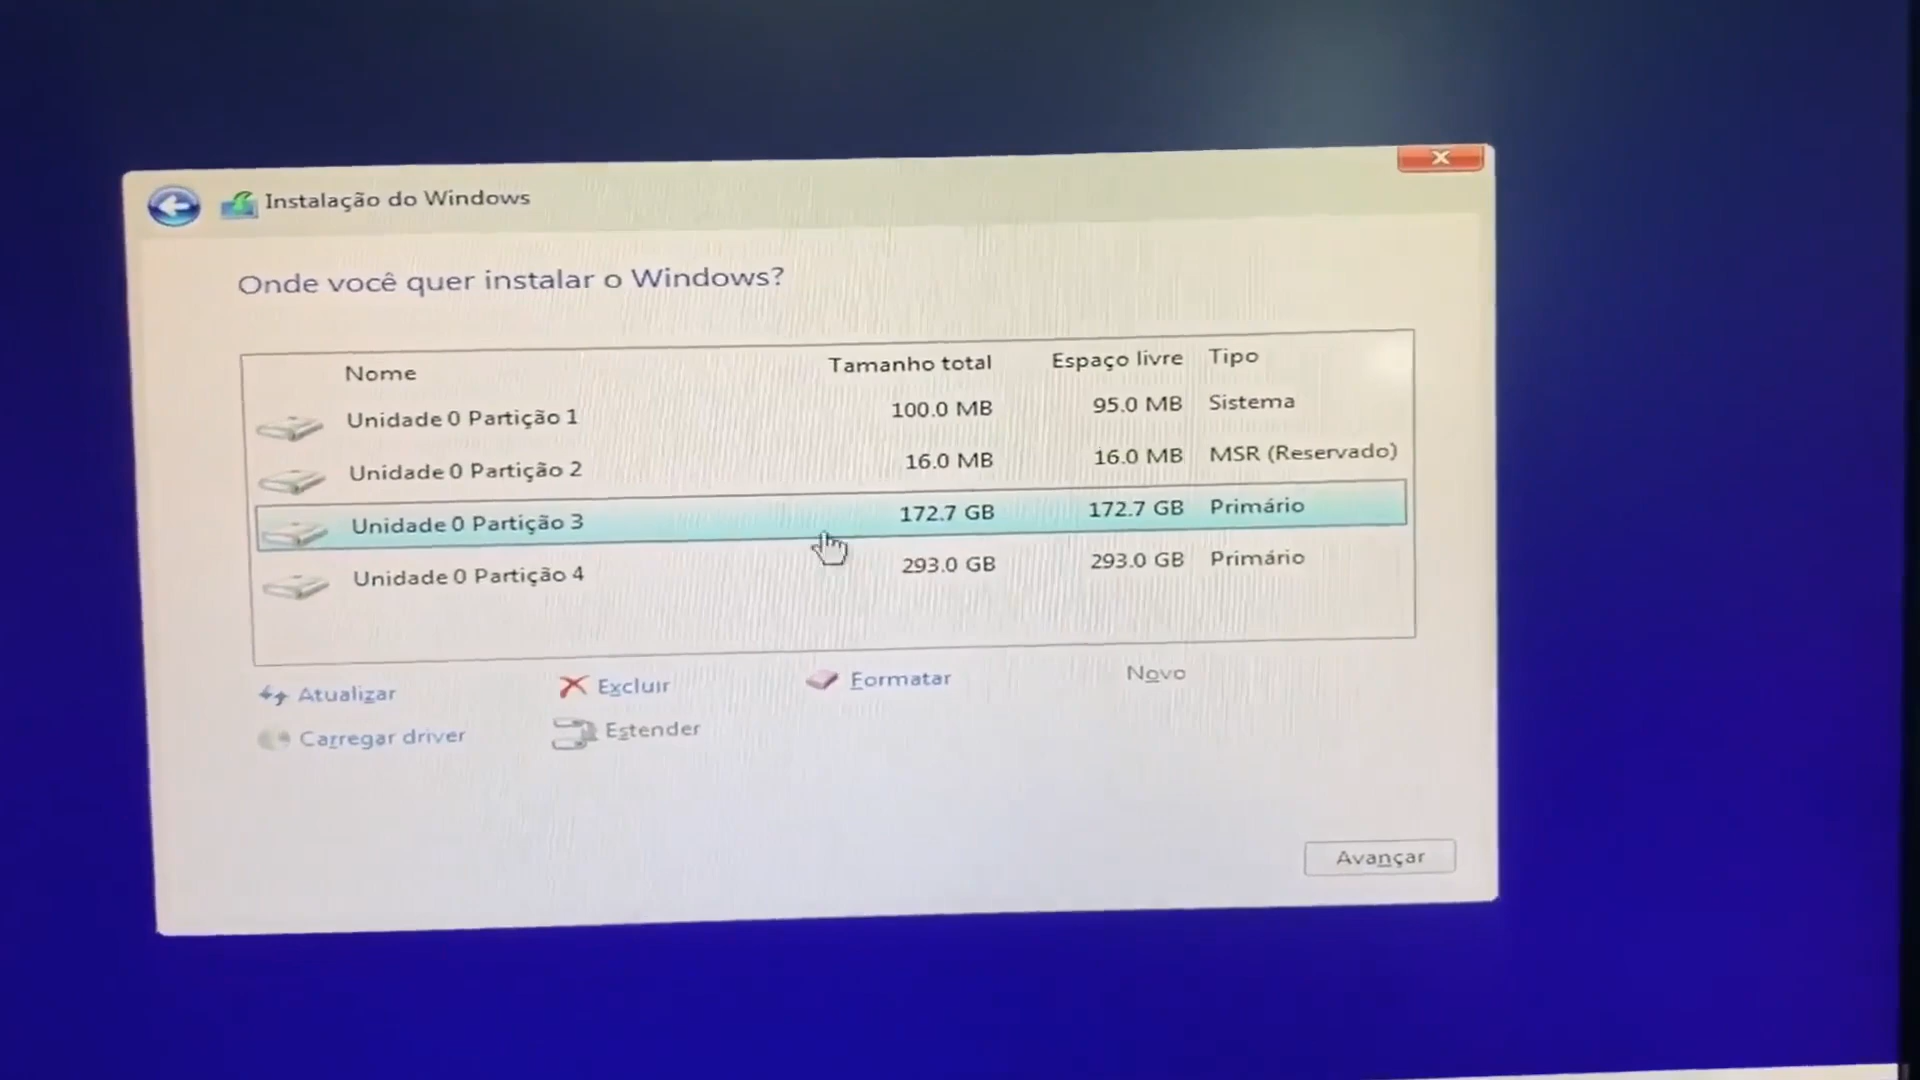 Instalação do Windows
Onde você quer instalar o Windows?
Nome Tamanho total Espaço livre Tipo
Unidade 0 Partição 1 100.0 MB 95.0 MB Sistema
Unidade 0 Partição 2 16.0 MB 16.0 MB MSR (Reservado)
Unidade 0 Partição 3 172.7 GB 172.7 GB Primário
Unidade 0 Partição 4 293.0 GB 293.0 GB Primário
Atualizar Excluir Formatar Novo
Carregar driver Estender
Avançar